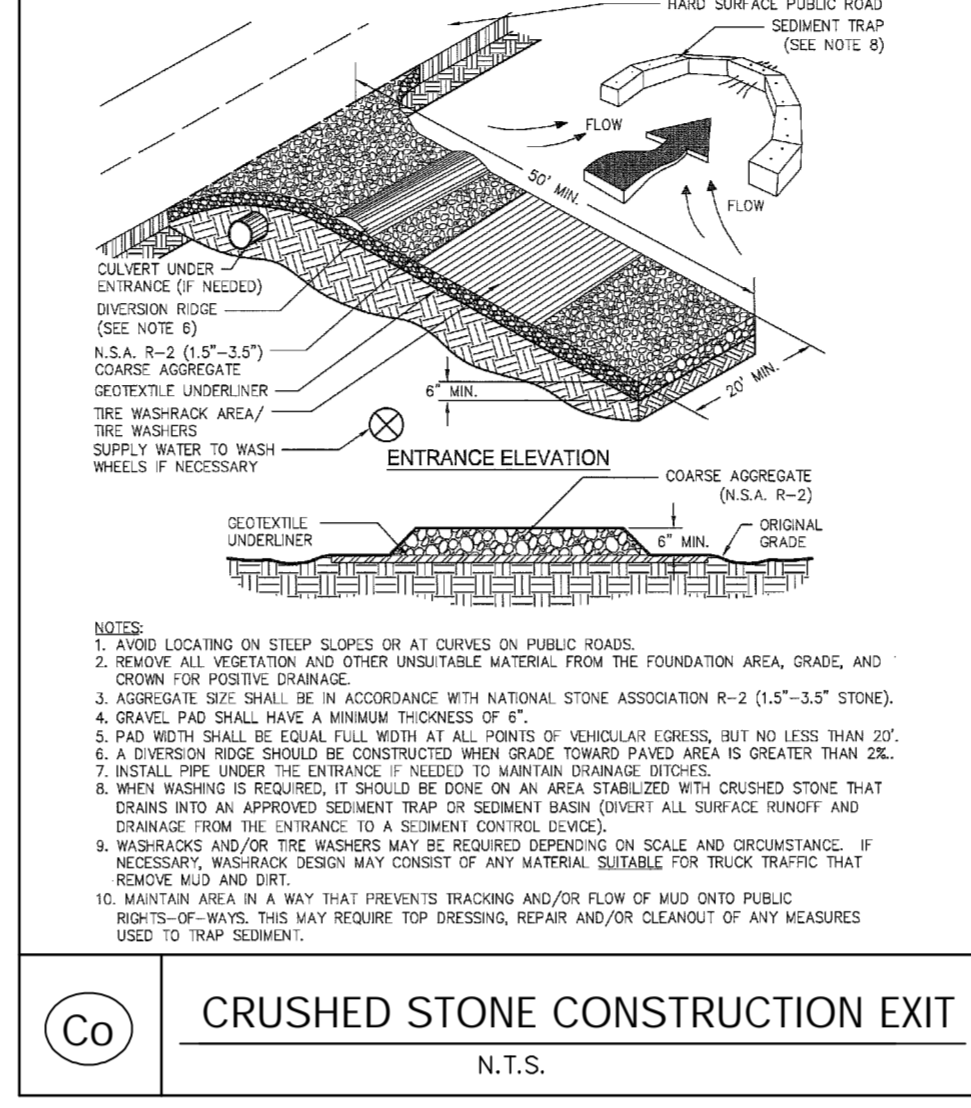 HARD SURFACE PUBLIC ROAD
SEDIMENT TRAP
(SEE NOTE 8)
FLOW
50' MIN.
FLOW
CULVERT UNDER
ENTRANCE (IF NEEDED)
DIVERSION RIDGE
(SEE NOTE 6)
N.S.A. R-2 (1.5"-3.5")
COARSE AGGREGATE
GEOTEXTILE UNDERLINER
TIRE WASHRACK AREA/
TIRE WASHERS
SUPPLY WATER TO WASH
WHEELS IF NECESSARY
6" MIN.
20' MIN.
ENTRANCE ELEVATION
COARSE AGGREGATE
(N.S.A. R-2)
GEOTEXTILE
UNDERLINER
6" MIN.
ORIGINAL
GRADE
NOTES:
1. AVOID LOCATING ON STEEP SLOPES OR AT CURVES ON PUBLIC ROADS.
2. REMOVE ALL VEGETATION AND OTHER UNSUITABLE MATERIAL FROM THE FOUNDATION AREA, GRADE, AND
CROWN FOR POSITIVE DRAINAGE.
3. AGGREGATE SIZE SHALL BE IN ACCORDANCE WITH NATIONAL STONE ASSOCIATION R-2 (1.5"-3.5" STONE).
4. GRAVEL PAD SHALL HAVE A MINIMUM THICKNESS OF 6".
5. PAD WIDTH SHALL BE EQUAL FULL WIDTH AT ALL POINTS OF VEHICULAR EGRESS, BUT NO LESS THAN 20'.
6. A DIVERSION RIDGE SHOULD BE CONSTRUCTED WHEN GRADE TOWARD PAVED AREA IS GREATER THAN 2%..
7. INSTALL PIPE UNDER THE ENTRANCE IF NEEDED TO MAINTAIN DRAINAGE DITCHES.
8. WHEN WASHING IS REQUIRED, IT SHOULD BE DONE ON AN AREA STABILIZED WITH CRUSHED STONE THAT
DRAINS INTO AN APPROVED SEDIMENT TRAP OR SEDIMENT BASIN (DIVERT ALL SURFACE RUNOFF AND
DRAINAGE FROM THE ENTRANCE TO A SEDIMENT CONTROL DEVICE).
9. WASHRACKS AND/OR TIRE WASHERS MAY BE REQUIRED DEPENDING ON SCALE AND CIRCUMSTANCE. IF
NECESSARY, WASHRACK DESIGN MAY CONSIST OF ANY MATERIAL SUITABLE FOR TRUCK TRAFFIC THAT
REMOVE MUD AND DIRT.
10. MAINTAIN AREA IN A WAY THAT PREVENTS TRACKING AND/OR FLOW OF MUD ONTO PUBLIC
RIGHTS-OF-WAYS. THIS MAY REQUIRE TOP DRESSING, REPAIR AND/OR CLEANOUT OF ANY MEASURES
USED TO TRAP SEDIMENT.
Co
CRUSHED STONE CONSTRUCTION EXIT
N.T.S.